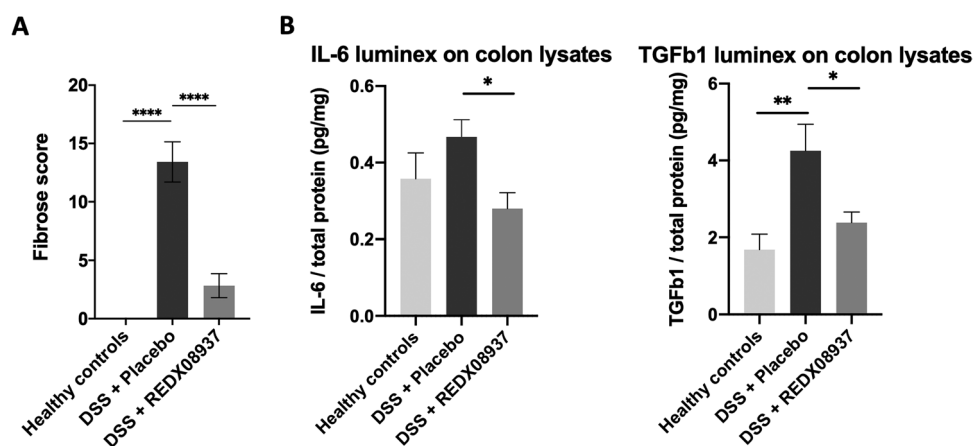 A
Fibrose score
20
15
10
5
0
****
****
Healthy controls
DSS + Placebo
DSS + REDX08937
B
IL-6 luminex on colon lysates
IL-6 / total protein (pg/mg)
0.6
0.4
0.2
0.0
*
Healthy controls
DSS + Placebo
DSS + REDX08937
TGFb1 luminex on colon lysates
TGFb1 / total protein (pg/mg)
6
4
2
0
**
*
Healthy controls
DSS + Placebo
DSS + REDX08937